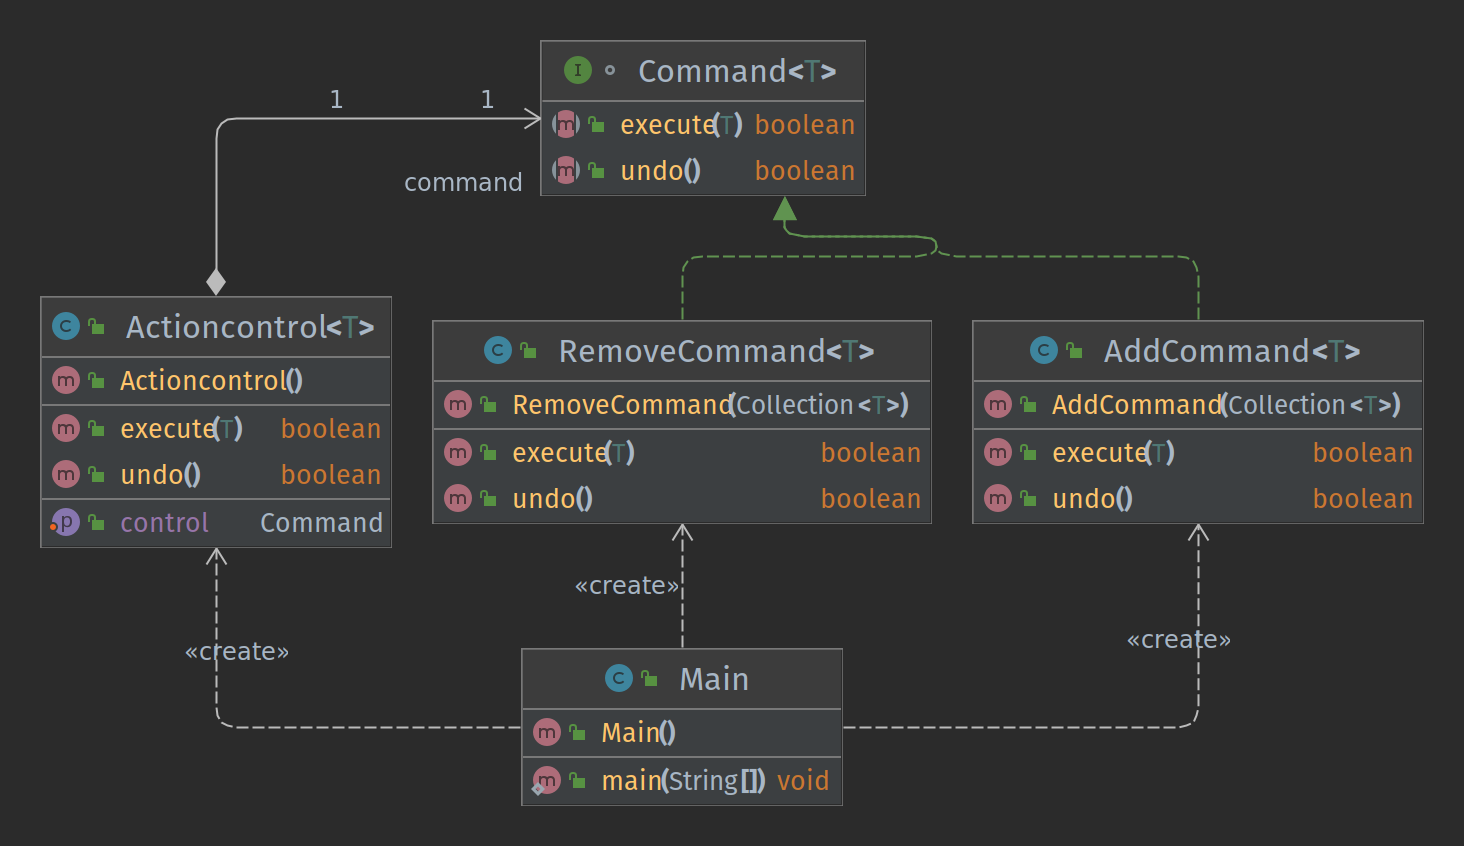 I Command<T>
m execute(T) boolean
m undo() boolean
1 1
command
C Actioncontrol<T>
m Actioncontrol()
m execute(T) boolean
m undo() boolean
p control Command
C RemoveCommand<T>
m RemoveCommand(Collection<T>)
m execute(T) boolean
m undo() boolean
C AddCommand<T>
m AddCommand(Collection<T>)
m execute(T) boolean
m undo() boolean
«create»
«create»
«create»
C Main
m Main()
m main(String[]) void